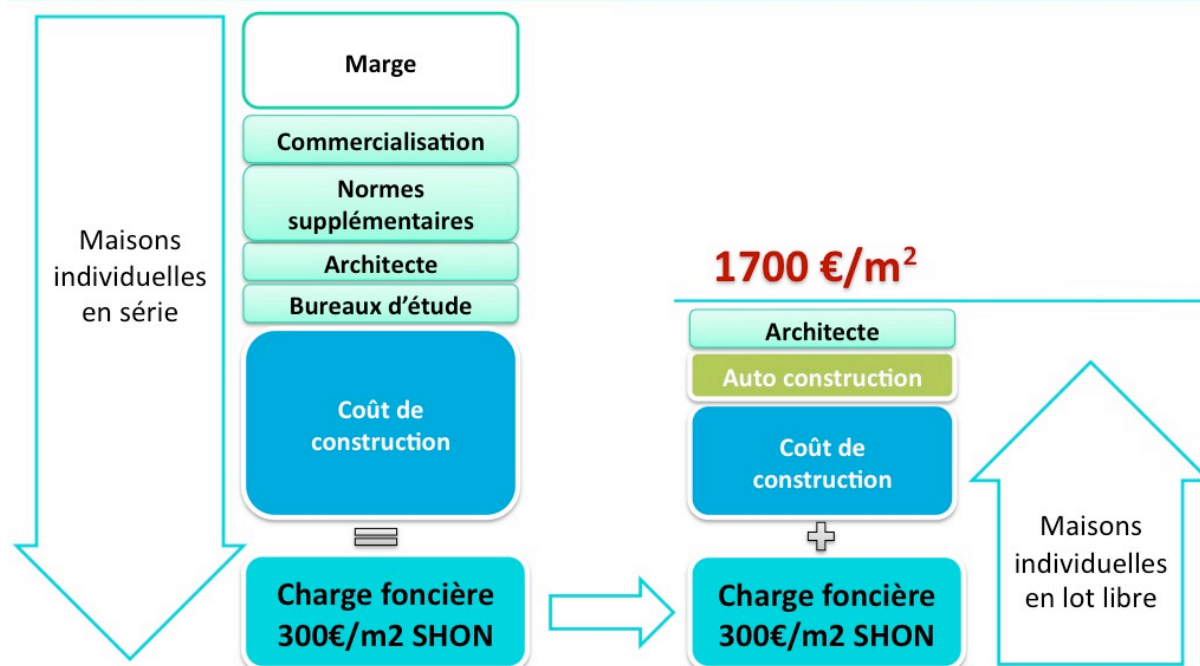 Maisons
individuelles
en série
Marge
Commercialisation
Normes
supplémentaires
Architecte
Bureaux d'étude
Coût de
construction
=
Charge foncière
300€/m2 SHON
1700 €/m²
Architecte
Auto construction
Coût de
construction
+
Charge foncière
300€/m2 SHON
Maisons
individuelles
en lot libre